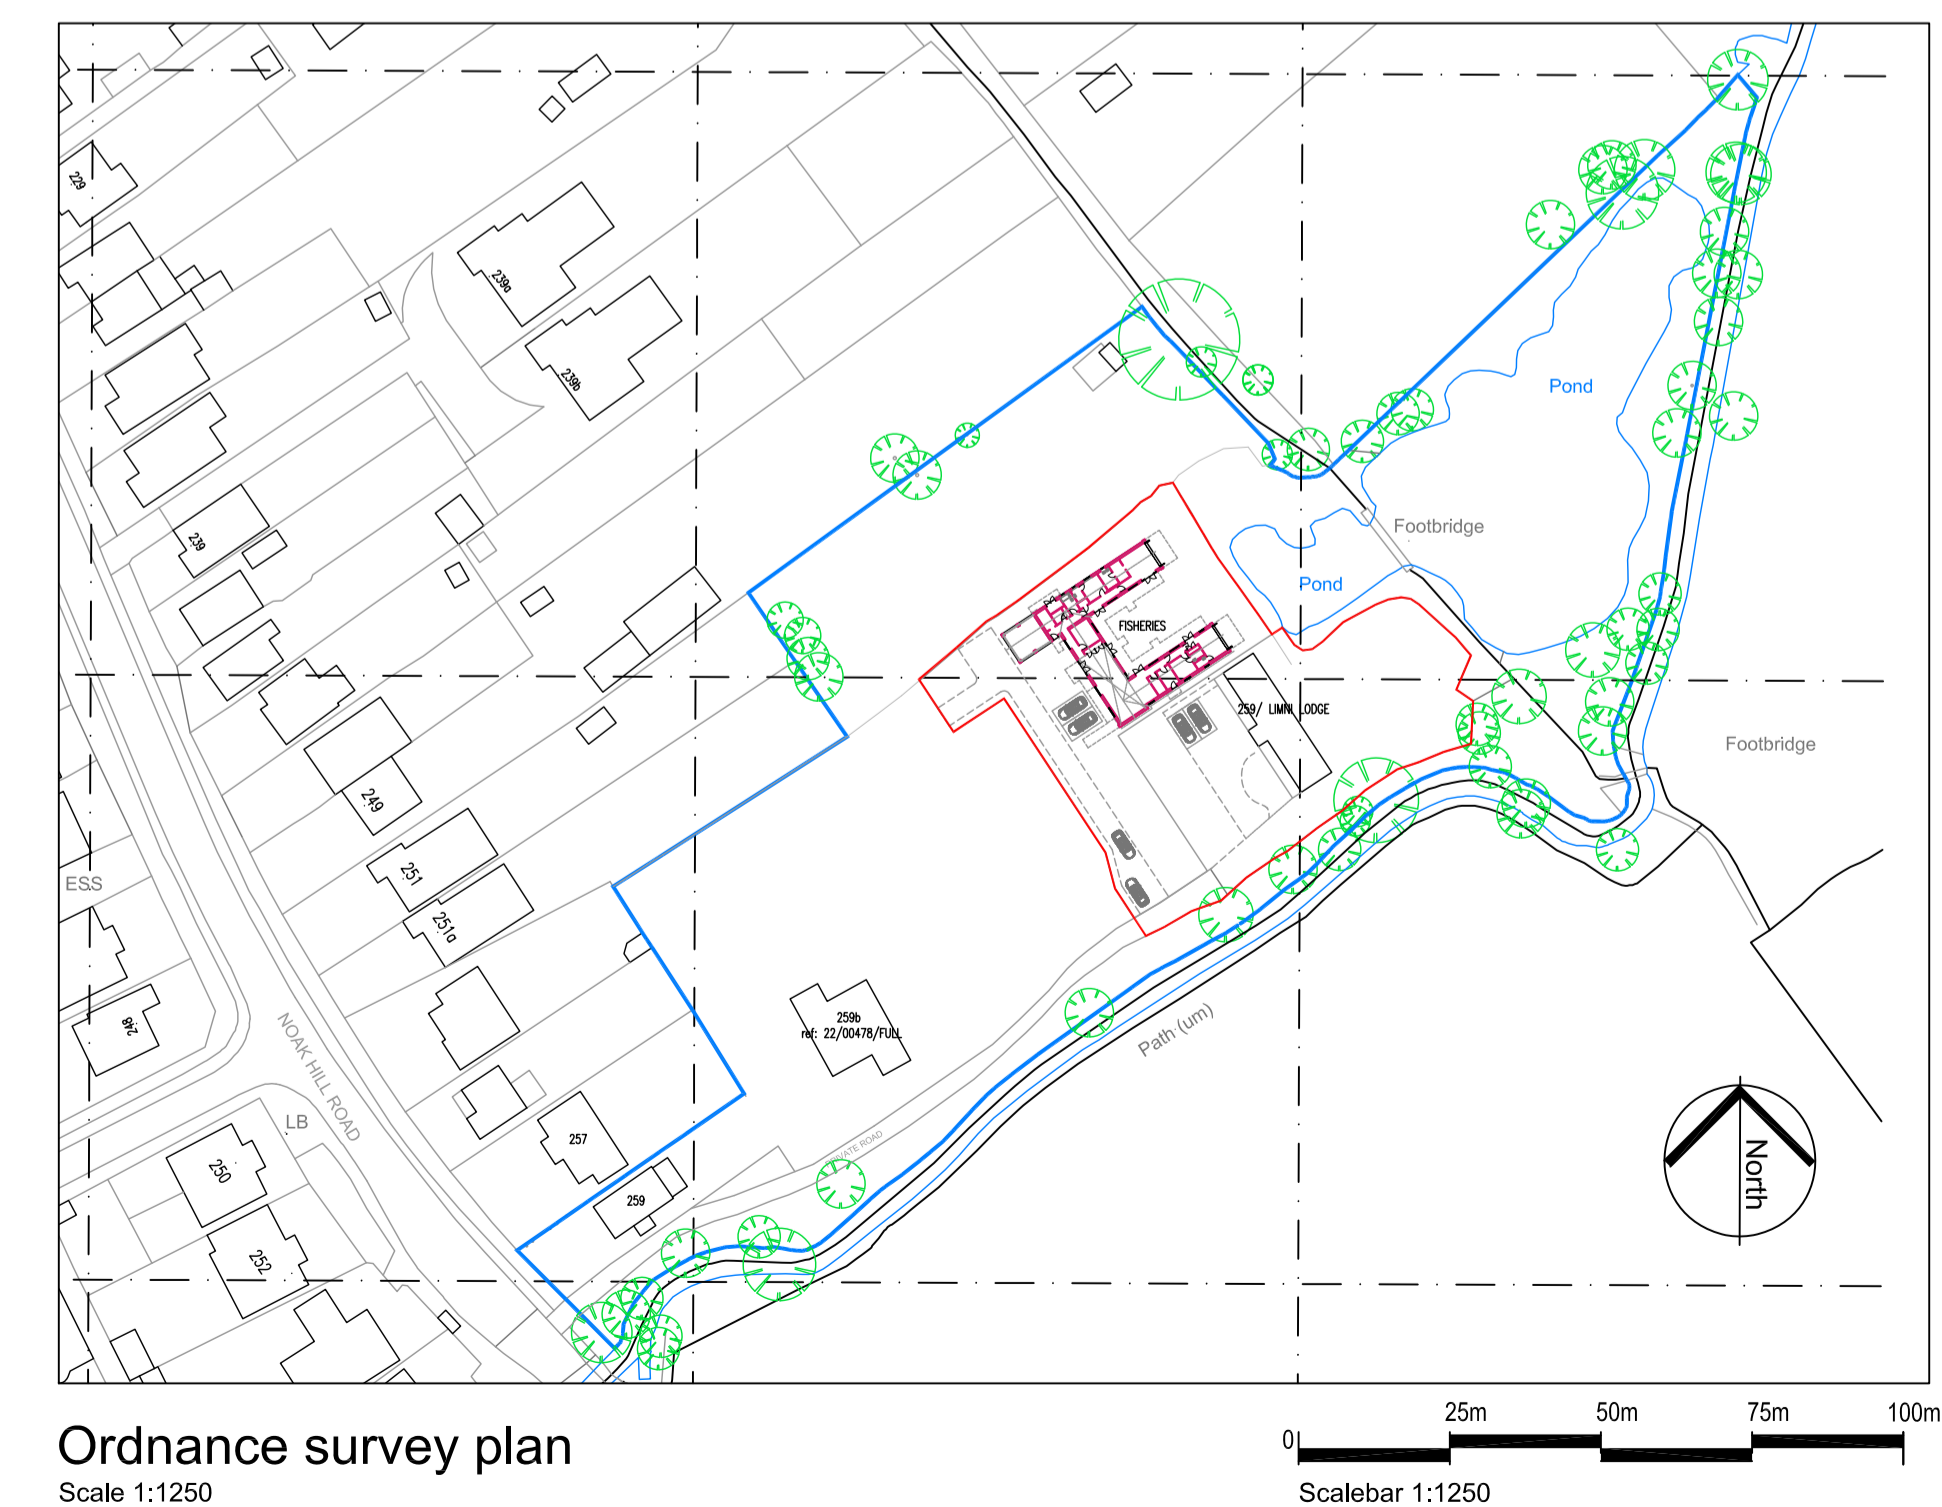 229
239a
239b
239
249
251
251a
ESS
248
NOAK HILL ROAD
LB
250
252
257
259
259b
ref: 22/00478/FULL
PRIVATE ROAD
Path (um)
FISHERIES
259/ LIMNI LODGE
Pond
Pond
Footbridge
Footbridge
North
Ordnance survey plan
Scale 1:1250
0 25m 50m 75m 100m
Scalebar 1:1250